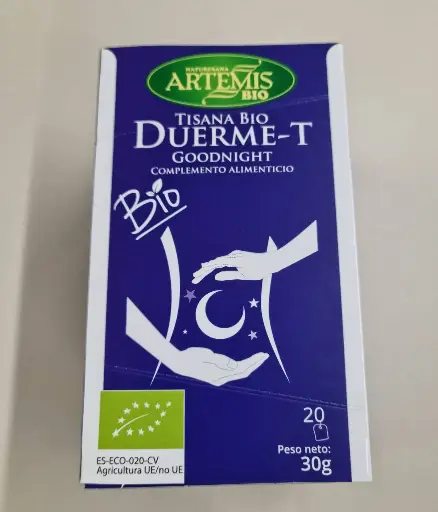 NATURESANA
ARTEMIS
BIO
TISANA BIO
DUERME-T
GOODNIGHT
COMPLEMENTO ALIMENTICIO
Bio
20
Peso neto:
30g
ES-ECO-020-CV
Agricultura UE/no UE